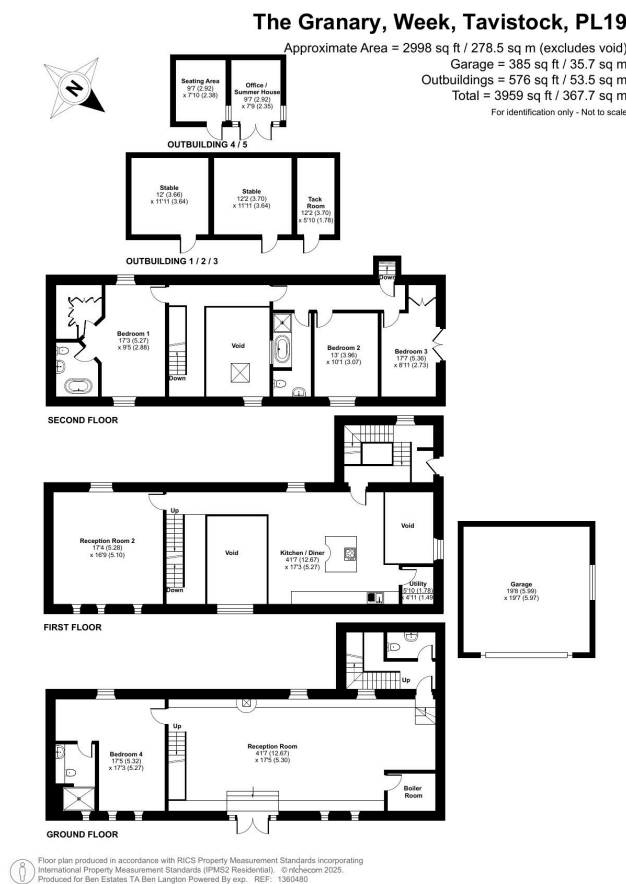 The Granary, Week, Tavistock, PL19
Approximate Area = 2998 sq ft / 278.5 sq m (excludes void)
Garage = 385 sq ft / 35.7 sq m
Outbuildings = 576 sq ft / 53.5 sq m
Total = 3959 sq ft / 367.7 sq m
For identification only - Not to scale
N
Seating Area
9'7 (2.92)
x 7'10 (2.38)
Office /
Summer House
9'7 (2.92)
x 7'9 (2.35)
OUTBUILDING 4 / 5
Stable
12' (3.66)
x 11'11 (3.64)
Stable
12'2 (3.70)
x 11'11 (3.64)
Tack
Room
12'2 (3.70)
x 5'10 (1.78)
OUTBUILDING 1 / 2 / 3
Down
Bedroom 1
17'3 (5.27)
x 9'5 (2.88)
Down
Void
Bedroom 2
13' (3.96)
x 10'1 (3.07)
Bedroom 3
17'7 (5.36)
x 8'11 (2.73)
SECOND FLOOR
Up
Reception Room 2
17'4 (5.28)
x 16'9 (5.10)
Down
Void
Kitchen / Diner
41'7 (12.67)
x 17'3 (5.27)
Void
Utility
5'10 (1.78)
x 4'11 (1.49)
FIRST FLOOR
Garage
19'8 (5.99)
x 19'7 (5.97)
Up
Up
Bedroom 4
17'5 (5.32)
x 17'3 (5.27)
Reception Room
41'7 (12.67)
x 17'5 (5.30)
Boiler
Room
GROUND FLOOR
Floor plan produced in accordance with RICS Property Measurement Standards incorporating
International Property Measurement Standards (IPMS2 Residential). © nichecom 2025.
Produced for Ben Estates TA Ben Langton Powered By exp. REF: 1360480